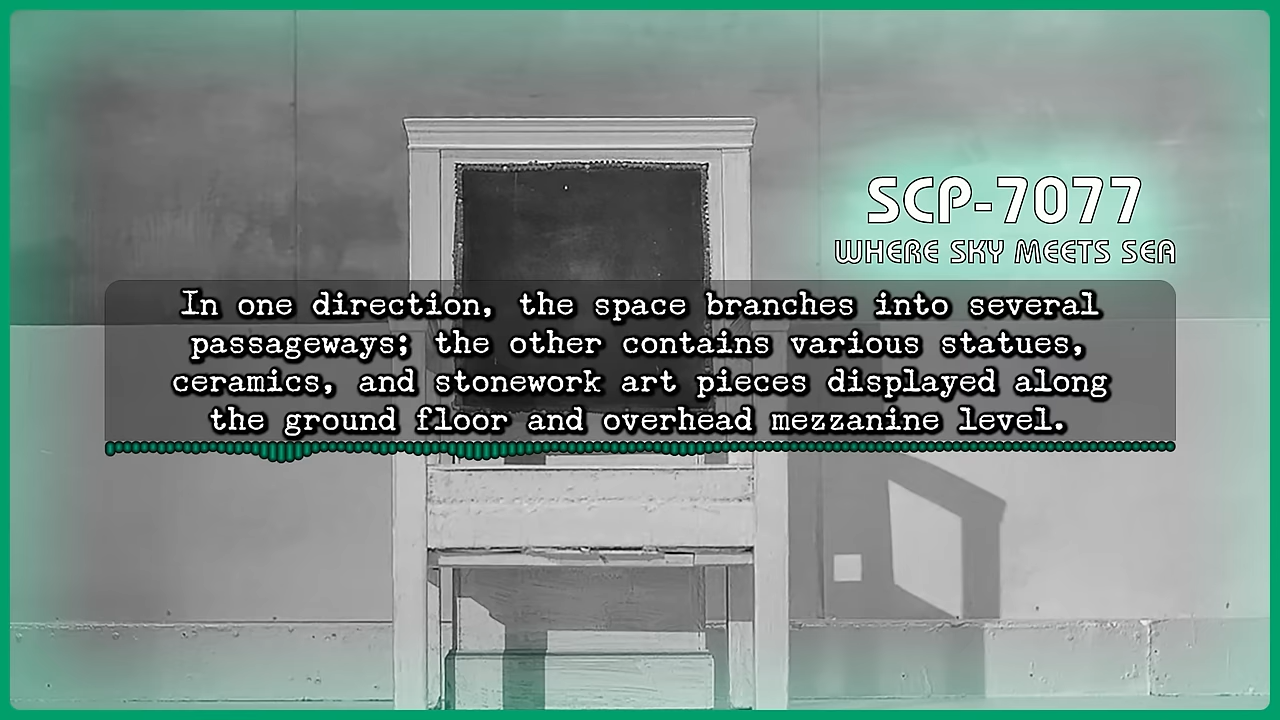 SCP-7077
WHERE SKY MEETS SEA
In one direction, the space branches into several
passageways; the other contains various statues,
ceramics, and stonework art pieces displayed along
the ground floor and overhead mezzanine level.